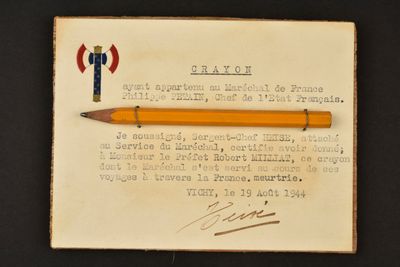 CRAYON
ayant appartenu au Maréchal de France
Philippe PETAIN, Chef de l'Etat Français.
Je soussigné, Sergent-Chef HEISE, attaché
au Service du Maréchal, certifie avoir donné,
à Monsieur le Préfet Robert MILLIAT, ce crayon
dont le Maréchal s'est servi au cours de ses
voyages à travers la France meurtrie.
VICHY, le 19 Août 1944